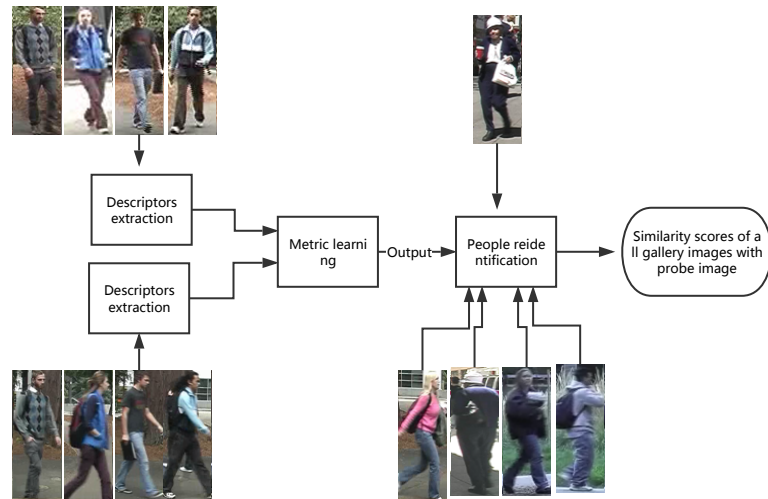 Descriptors
extraction
Descriptors
extraction
Metric learni
ng
Output
People reide
ntification
Similarity scores of a
ll gallery images with
probe image